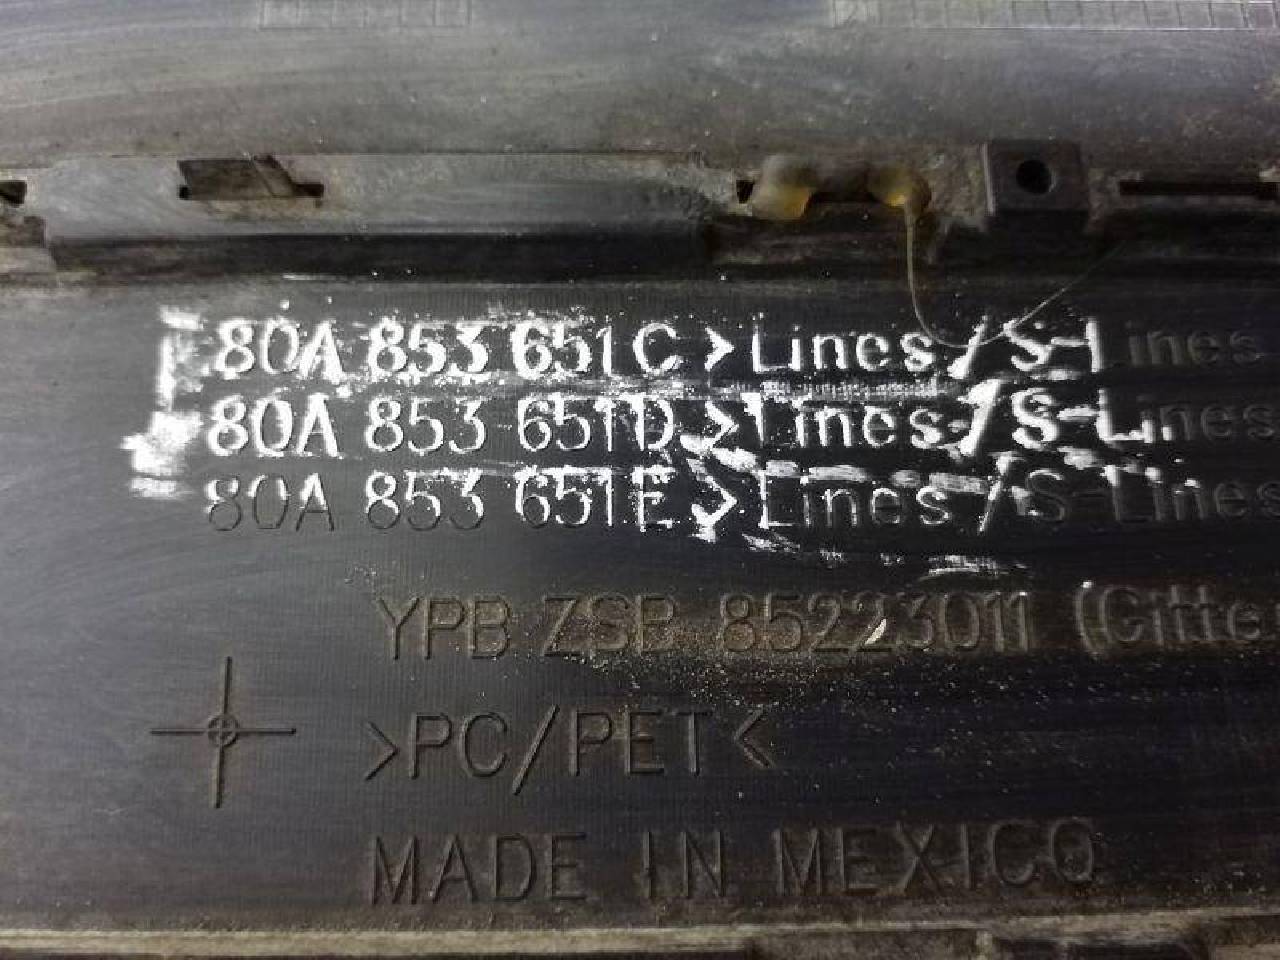 80A 853 651 C > Lines / S-Lines
80A 853 651 D > Lines / S-Lines
80A 853 651 E > Lines / S-Lines
YPB ZSB 85223011 (Gitte
>PC/PET<
MADE IN MEXICO